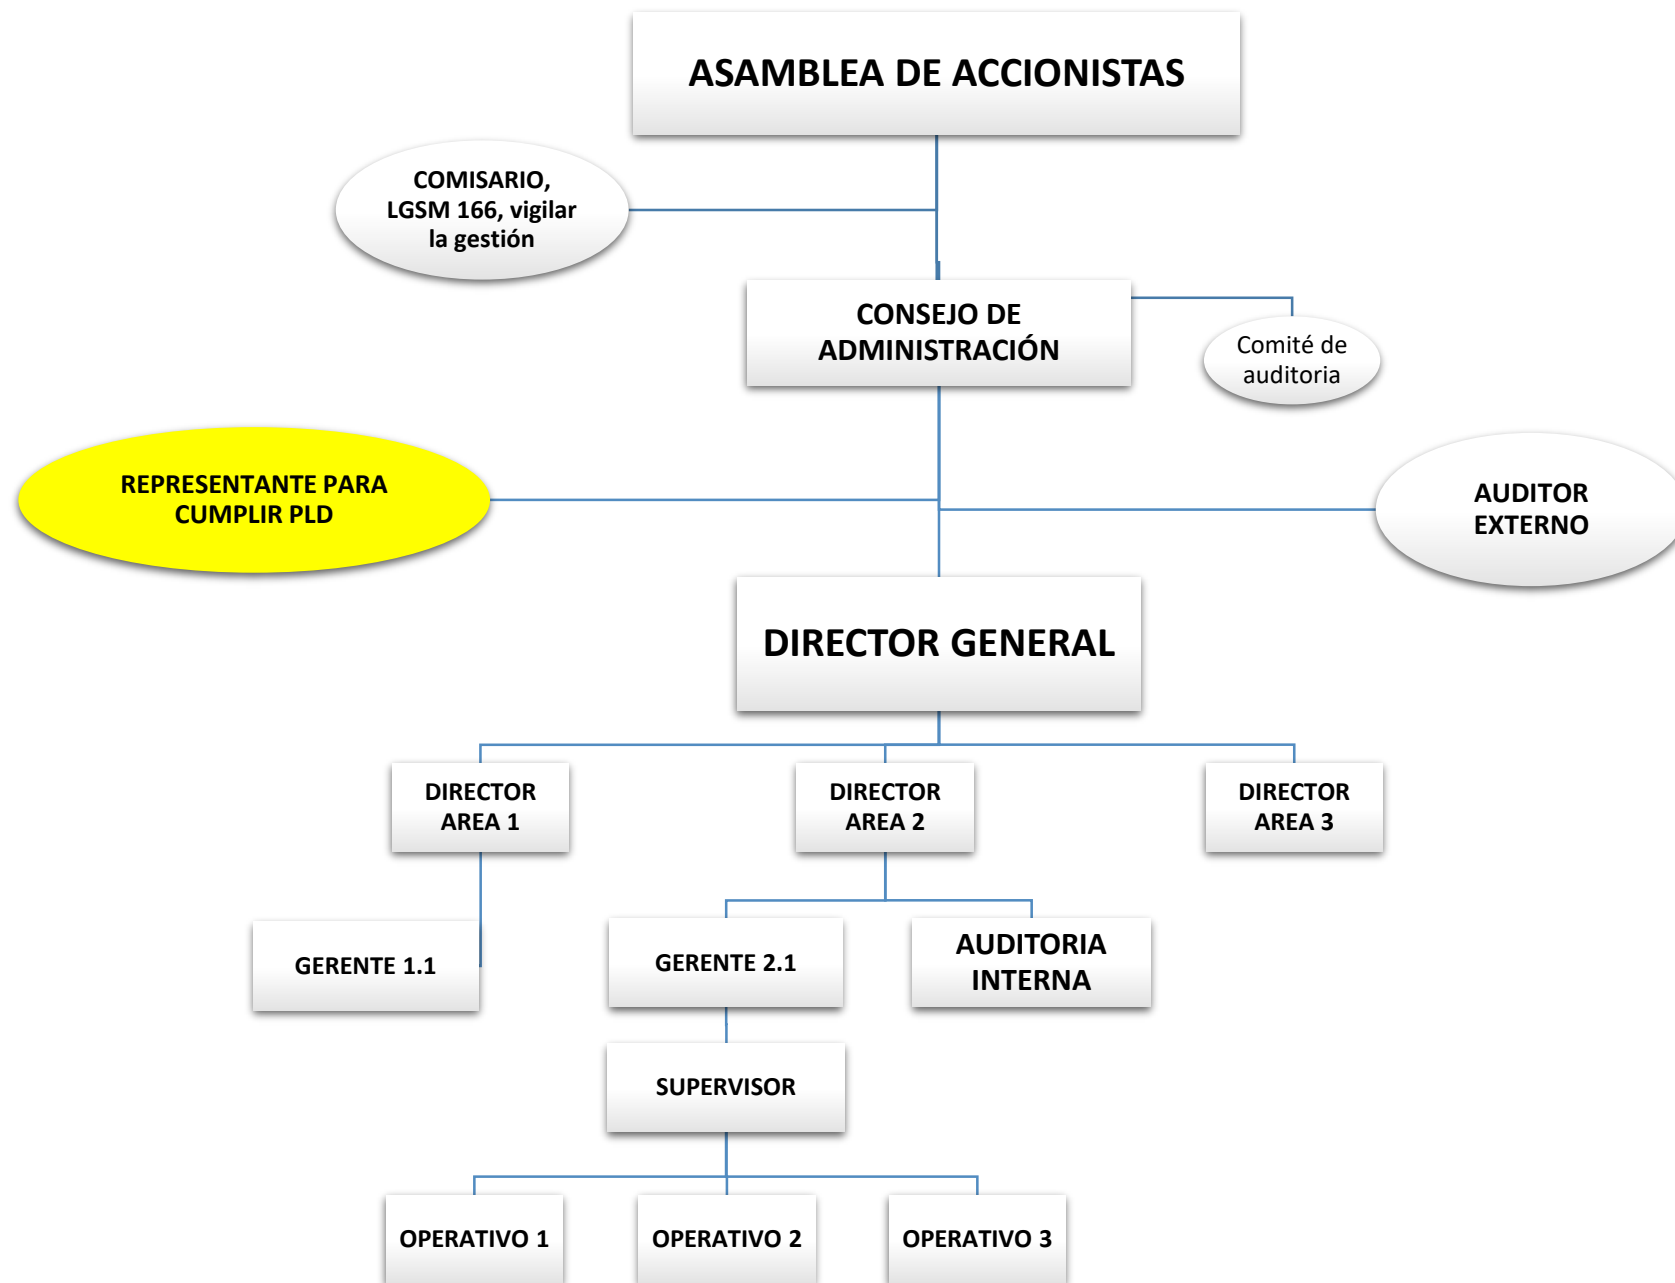 ASAMBLEA DE ACCIONISTAS
COMISARIO,
LGSM 166, vigilar
la gestión
CONSEJO DE
ADMINISTRACIÓN
Comité de
auditoria
REPRESENTANTE PARA
CUMPLIR PLD
AUDITOR
EXTERNO
DIRECTOR GENERAL
DIRECTOR
AREA 1
DIRECTOR
AREA 2
DIRECTOR
AREA 3
GERENTE 1.1
GERENTE 2.1
AUDITORIA
INTERNA
SUPERVISOR
OPERATIVO 1
OPERATIVO 2
OPERATIVO 3